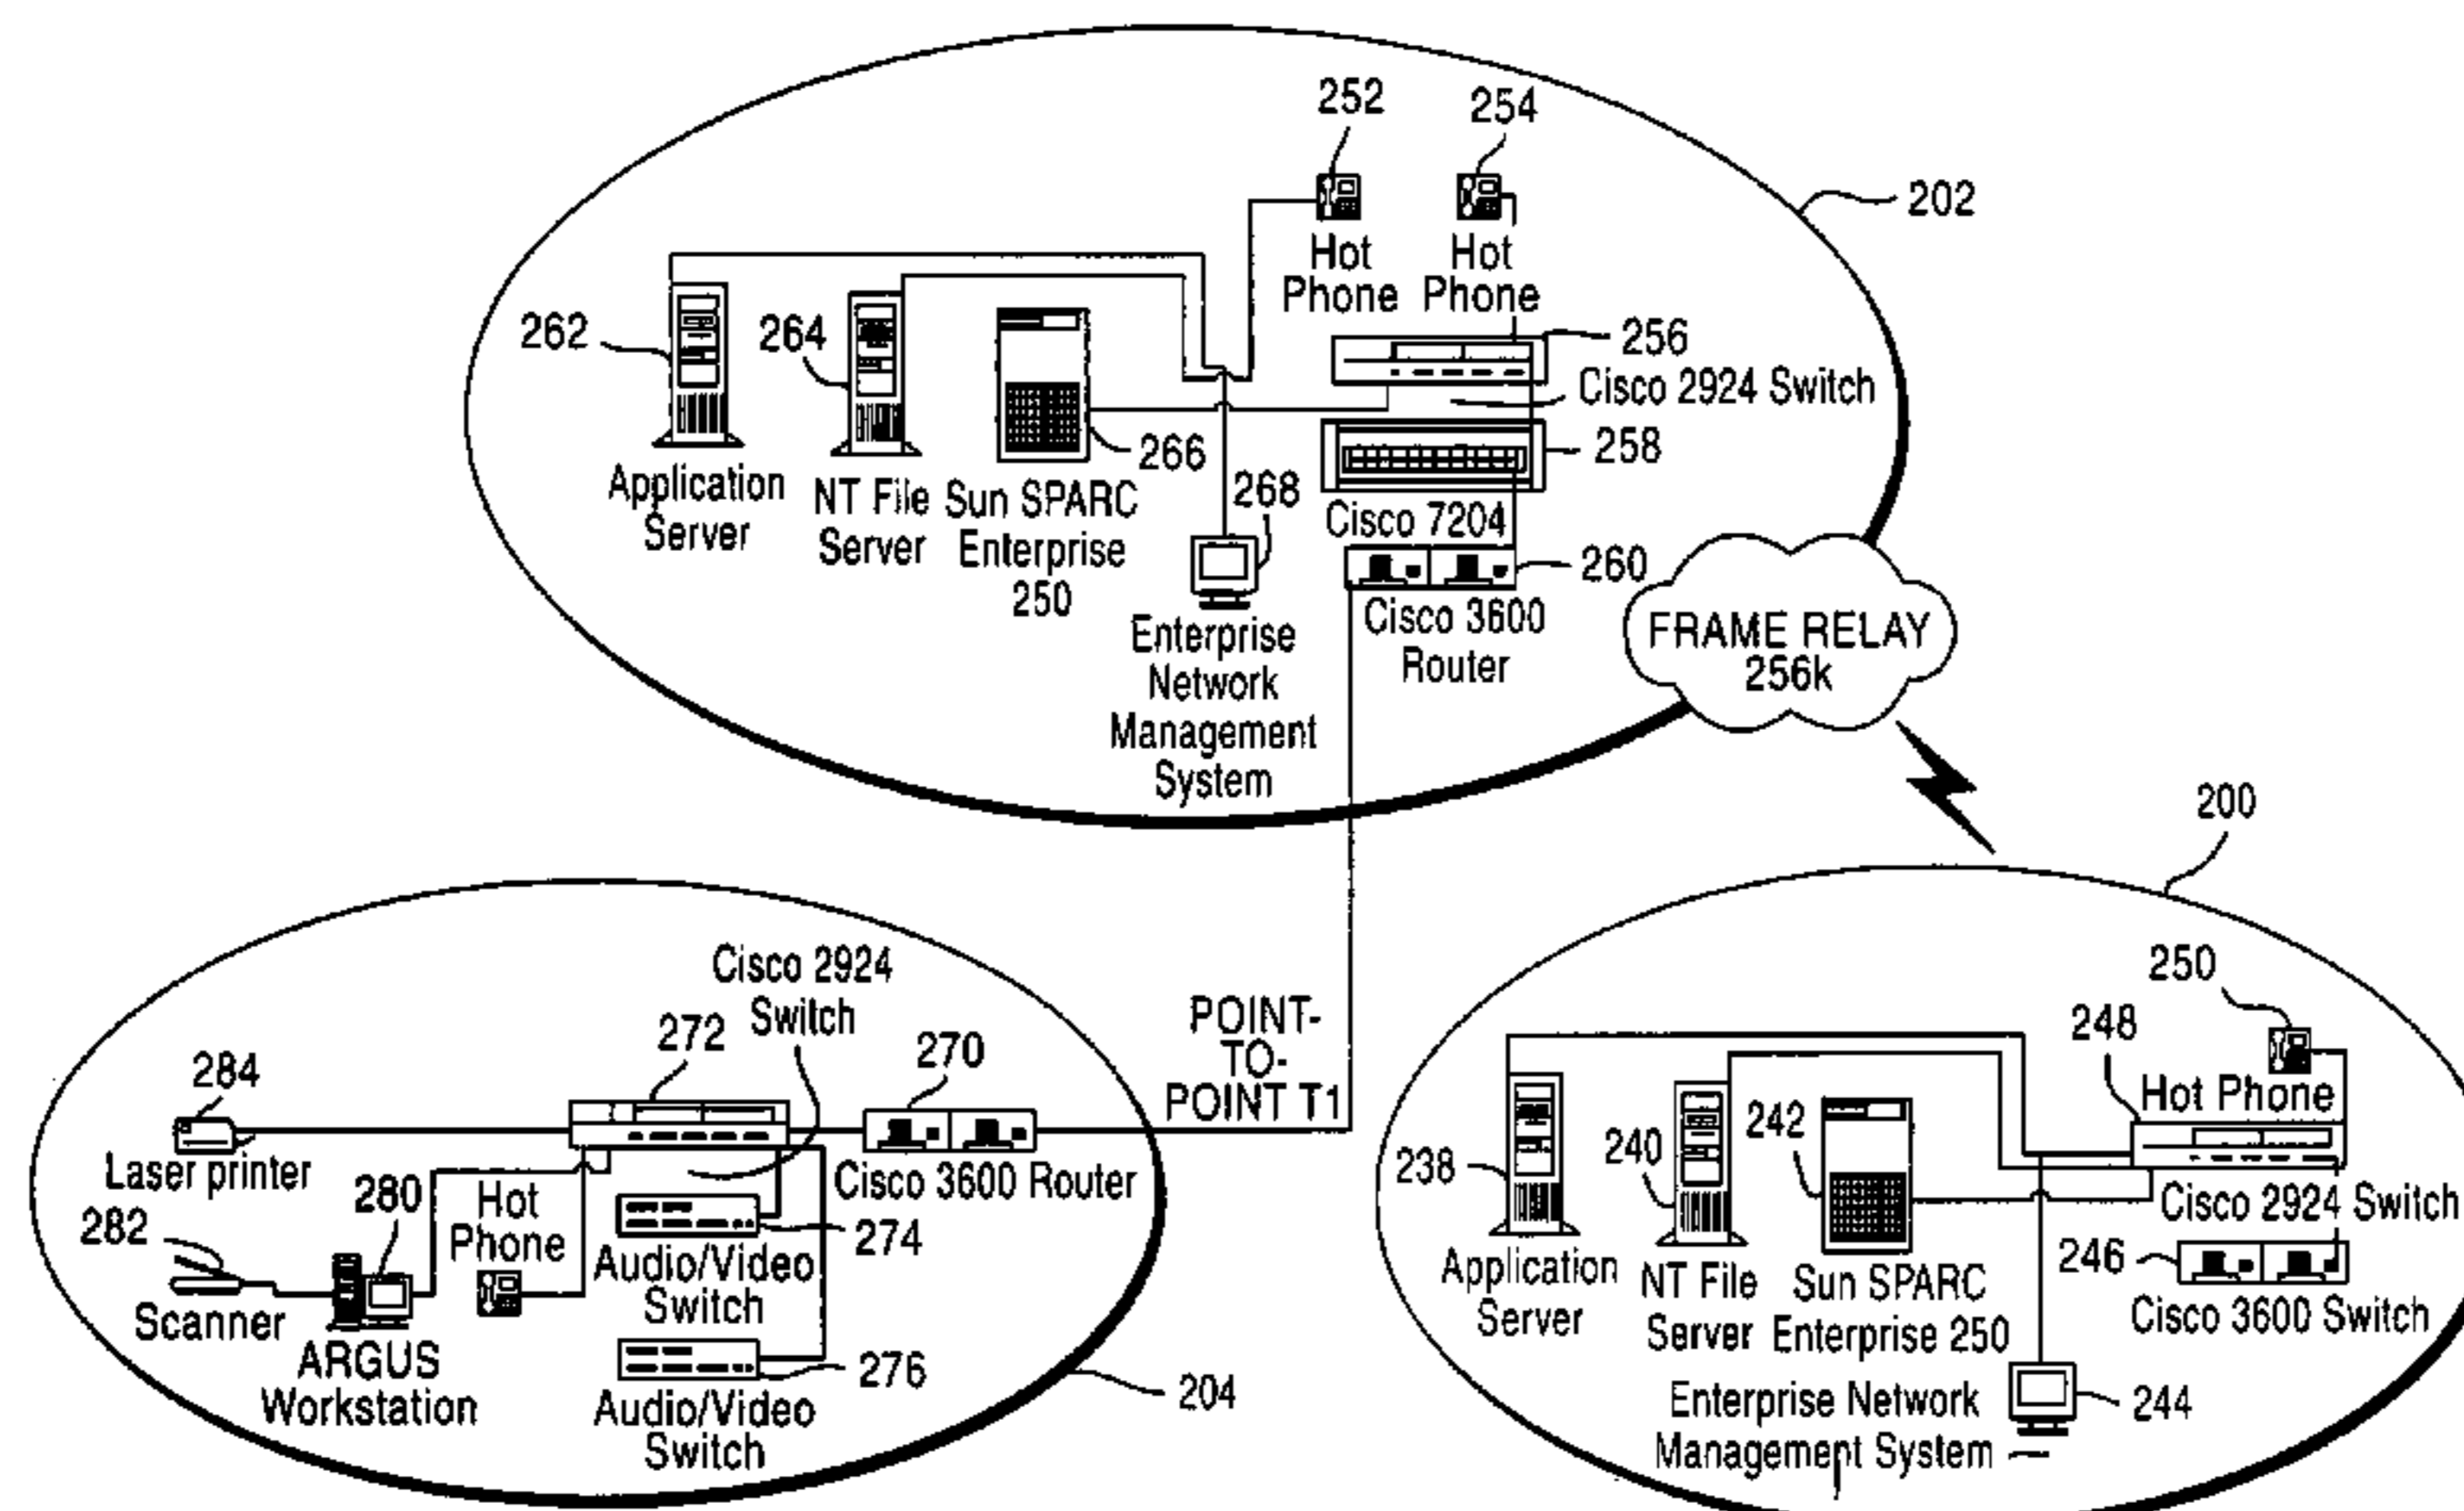 252
254
202
Hot
Phone
Hot
Phone
262
264
256
Cisco 2924 Switch
266
258
Application
Server
NT File
Server
Sun SPARC
Enterprise
250
268
Cisco 7204
260
Cisco 3600
Router
Enterprise
Network
Management
System
FRAME RELAY
256k
200
Cisco 2924
Switch
272
270
284
Laser printer
POINT-
TO-
POINT T1
Cisco 3600 Router
280
Hot
Phone
282
Scanner
274
Audio/Video
Switch
ARGUS
Workstation
276
Audio/Video
Switch
204
250
248
Hot Phone
238
240
242
Cisco 2924 Switch
246
Cisco 3600 Switch
Application
Server
NT File
Server
Sun SPARC
Enterprise 250
Enterprise Network
Management System
244